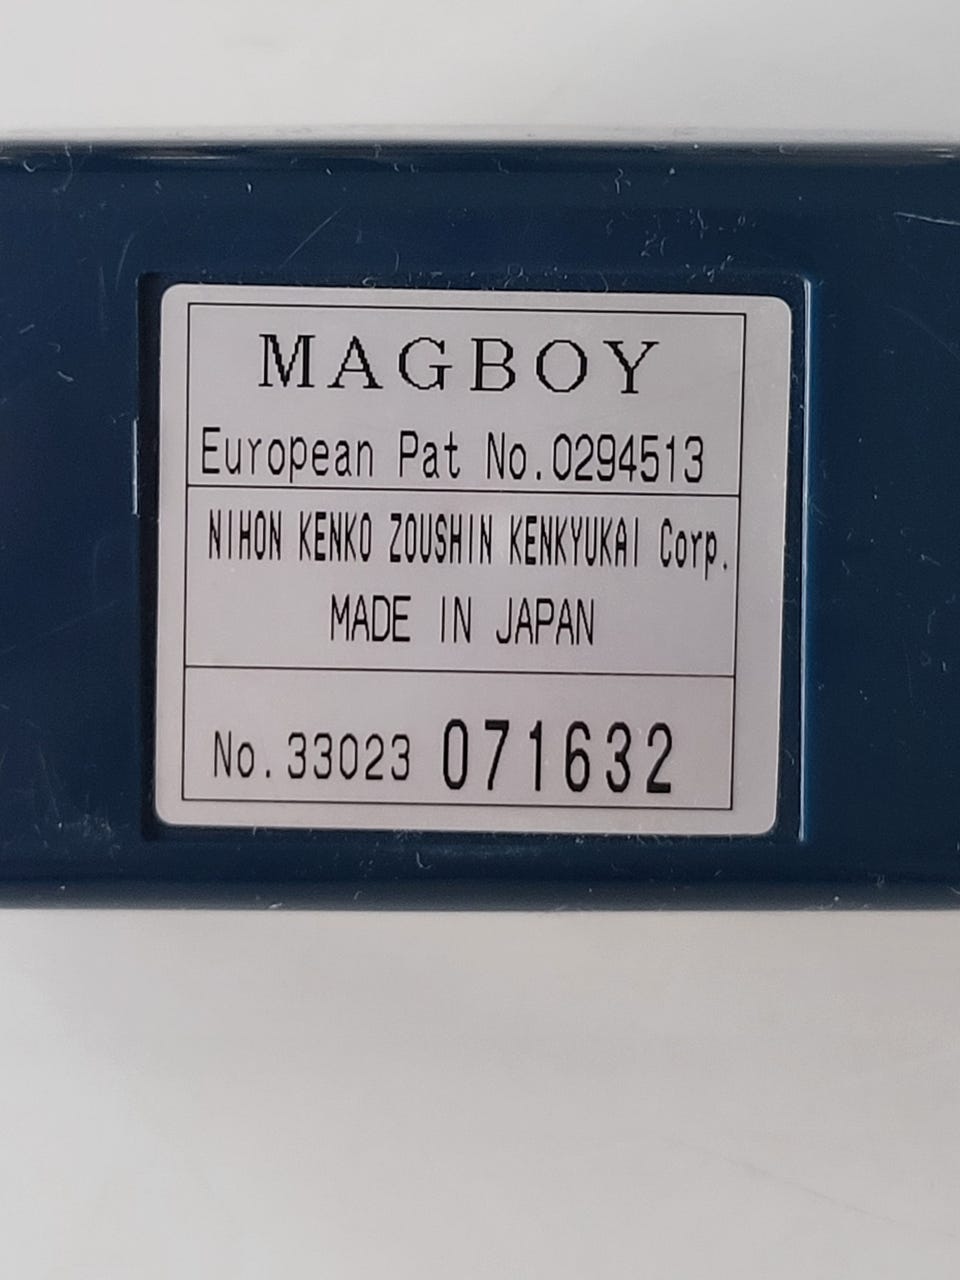 MAGBOY
European Pat No.0294513
NIHON KENKO ZOUSHIN KENKYUKAI Corp.
MADE IN JAPAN
No.33023 071632